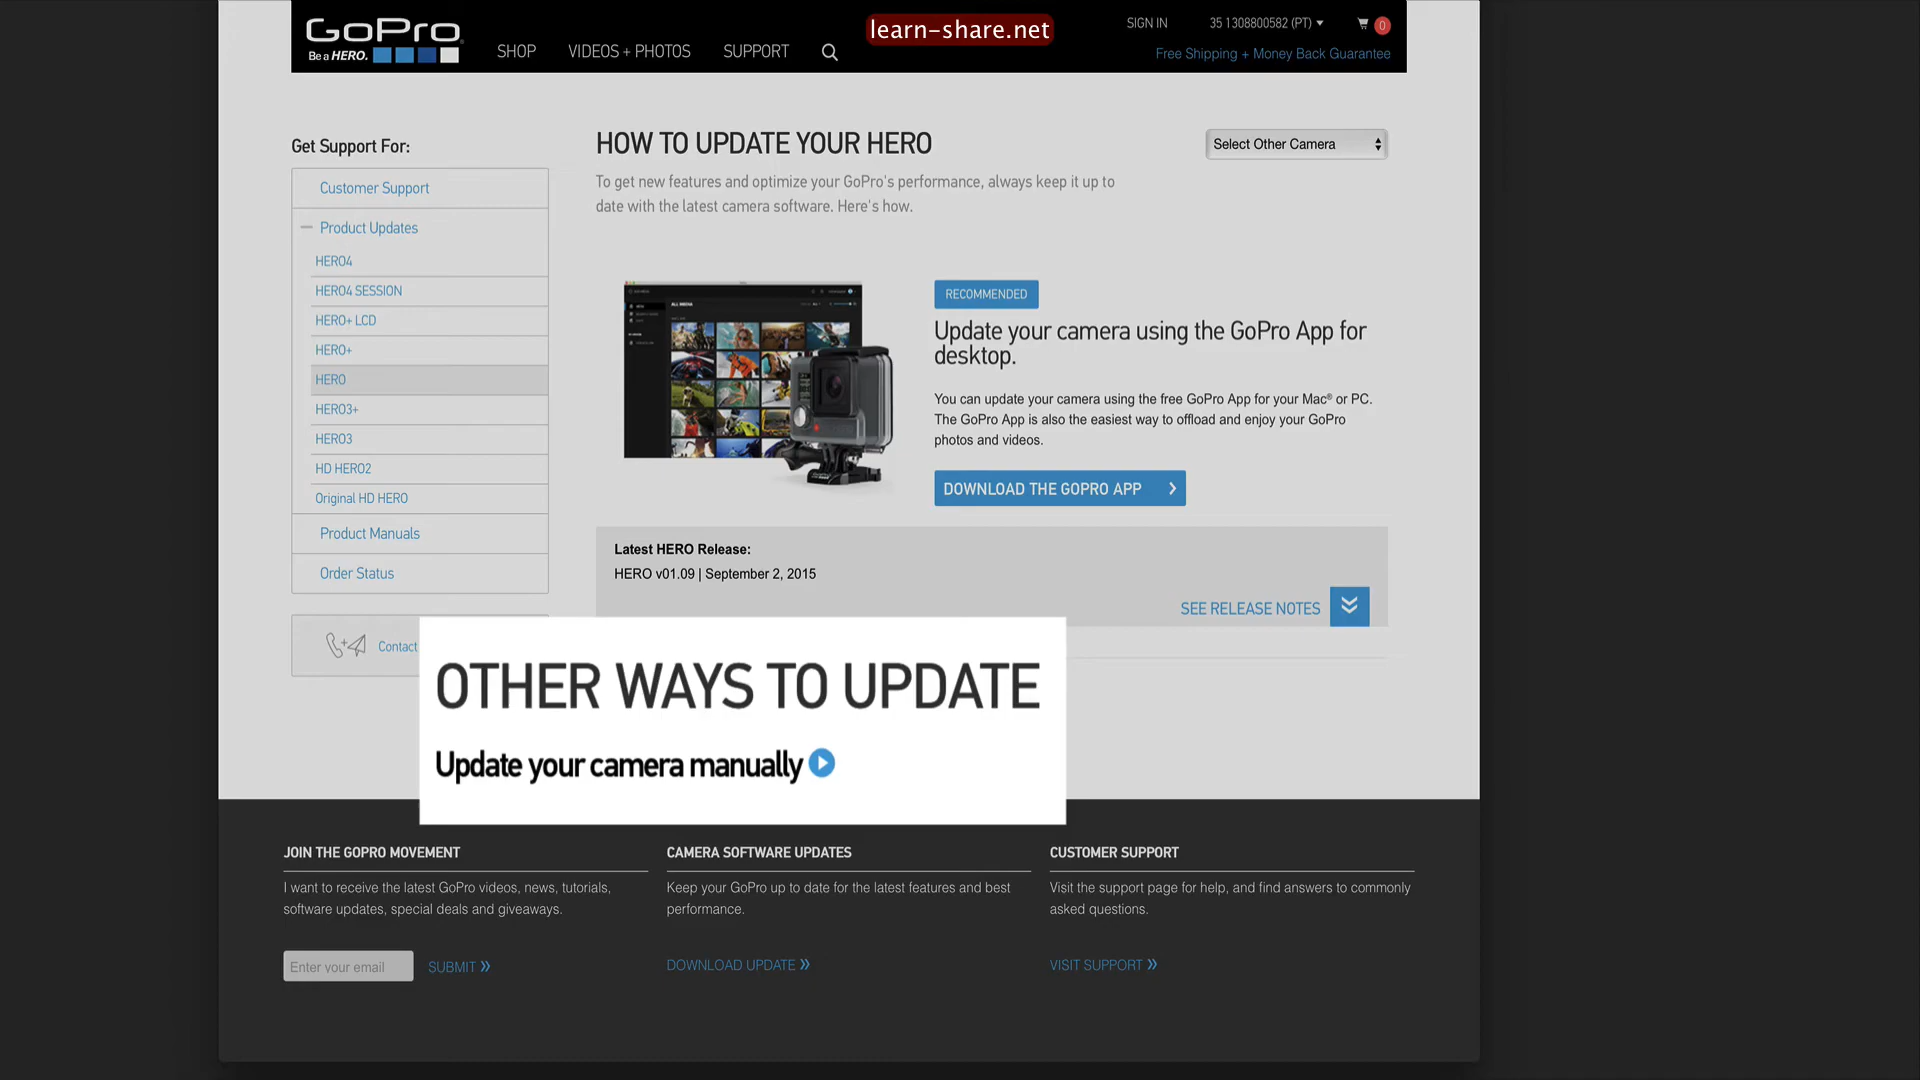 GoPro
Be a HERO.
SHOP
VIDEOS + PHOTOS
SUPPORT
learn-share.net
SIGN IN
35 1308800582 (PT)
0
Free Shipping + Money Back Guarantee
Get Support For:
Customer Support
Product Updates
HERO4
HERO4 SESSION
HERO+ LCD
HERO+
HERO
HERO3+
HERO3
HD HERO2
Original HD HERO
Product Manuals
Order Status
Contact
HOW TO UPDATE YOUR HERO
Select Other Camera
To get new features and optimize your GoPro's performance, always keep it up to
date with the latest camera software. Here's how.
ALL MEDIA
RECOMMENDED
Update your camera using the GoPro App for
desktop.
You can update your camera using the free GoPro App for your Mac® or PC.
The GoPro App is also the easiest way to offload and enjoy your GoPro
photos and videos.
DOWNLOAD THE GOPRO APP
Latest HERO Release:
HERO v01.09 | September 2, 2015
SEE RELEASE NOTES
OTHER WAYS TO UPDATE
Update your camera manually
JOIN THE GOPRO MOVEMENT
I want to receive the latest GoPro videos, news, tutorials,
software updates, special deals and giveaways.
Enter your email
SUBMIT
CAMERA SOFTWARE UPDATES
Keep your GoPro up to date for the latest features and best
performance.
DOWNLOAD UPDATE
CUSTOMER SUPPORT
Visit the support page for help, and find answers to commonly
asked questions.
VISIT SUPPORT